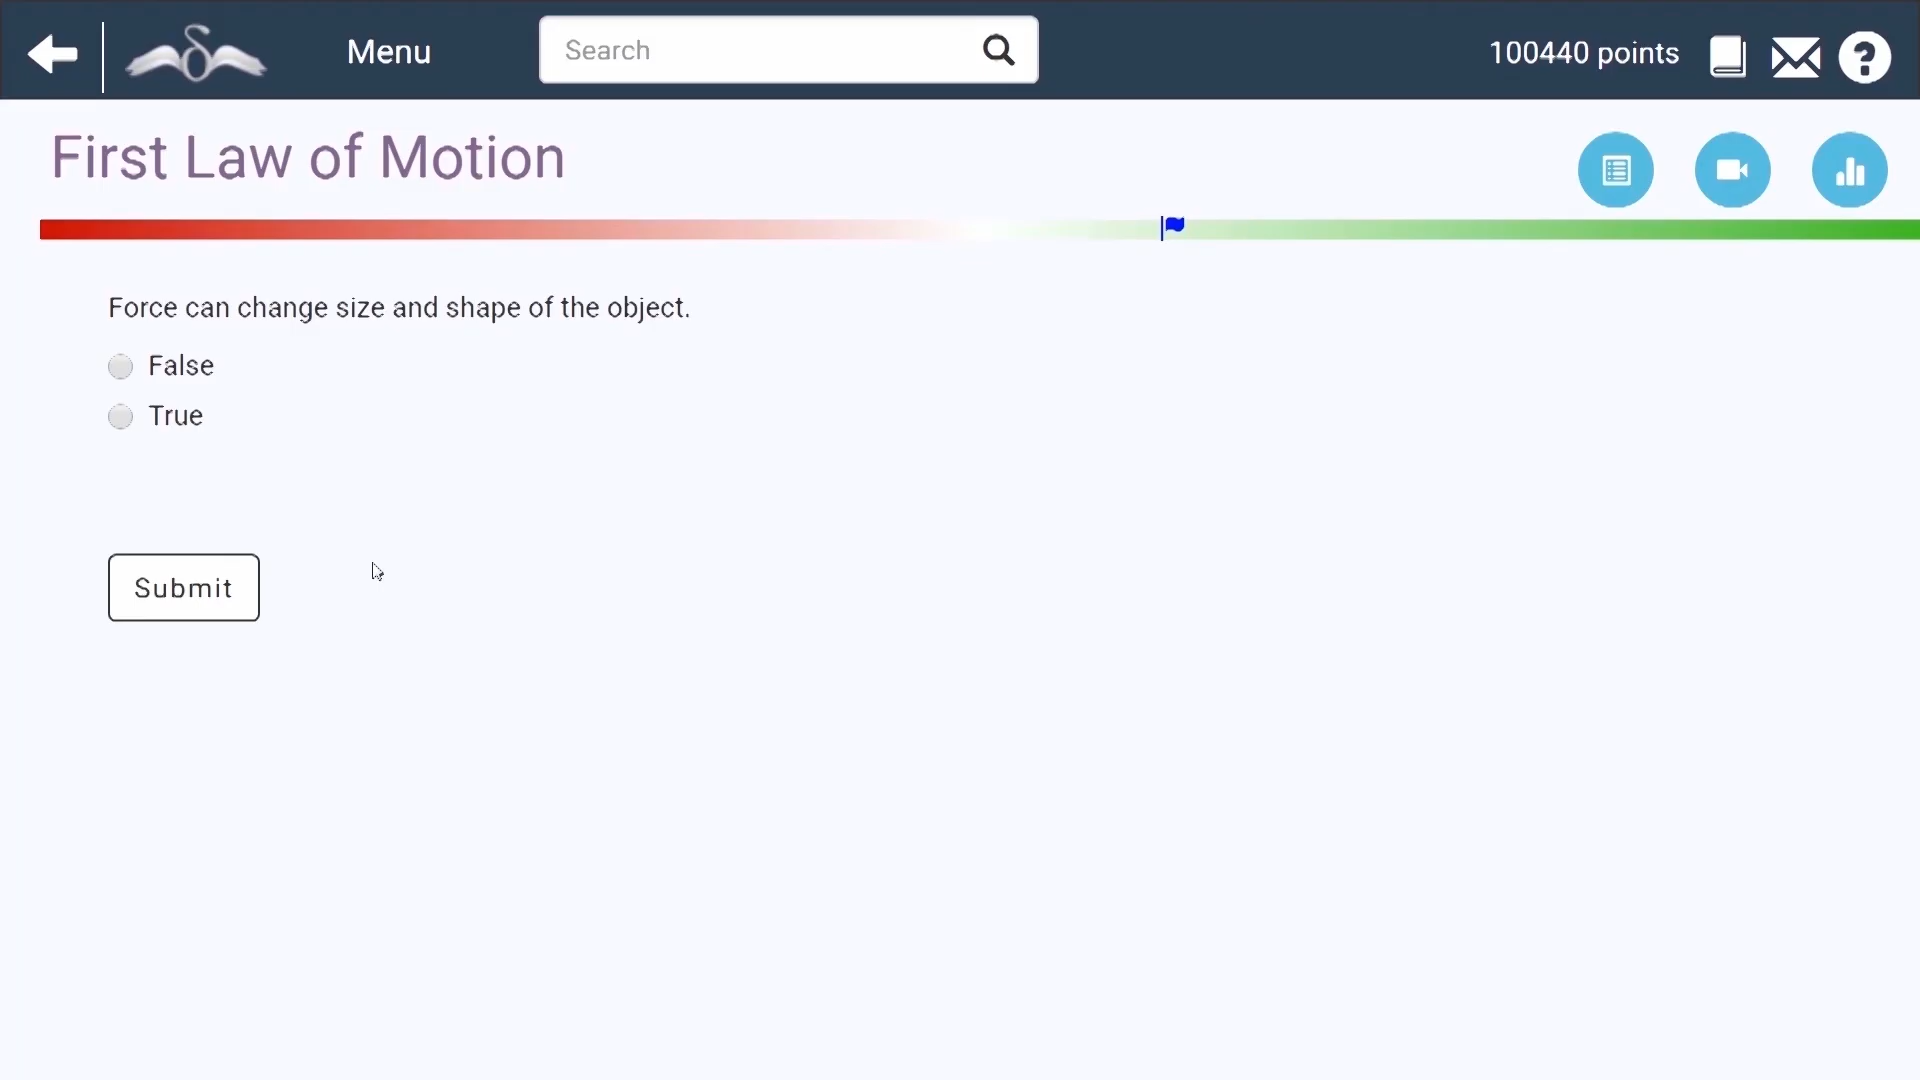 Menu
Search
100440 points
First Law of Motion
Force can change size and shape of the object.
False
True
Submit